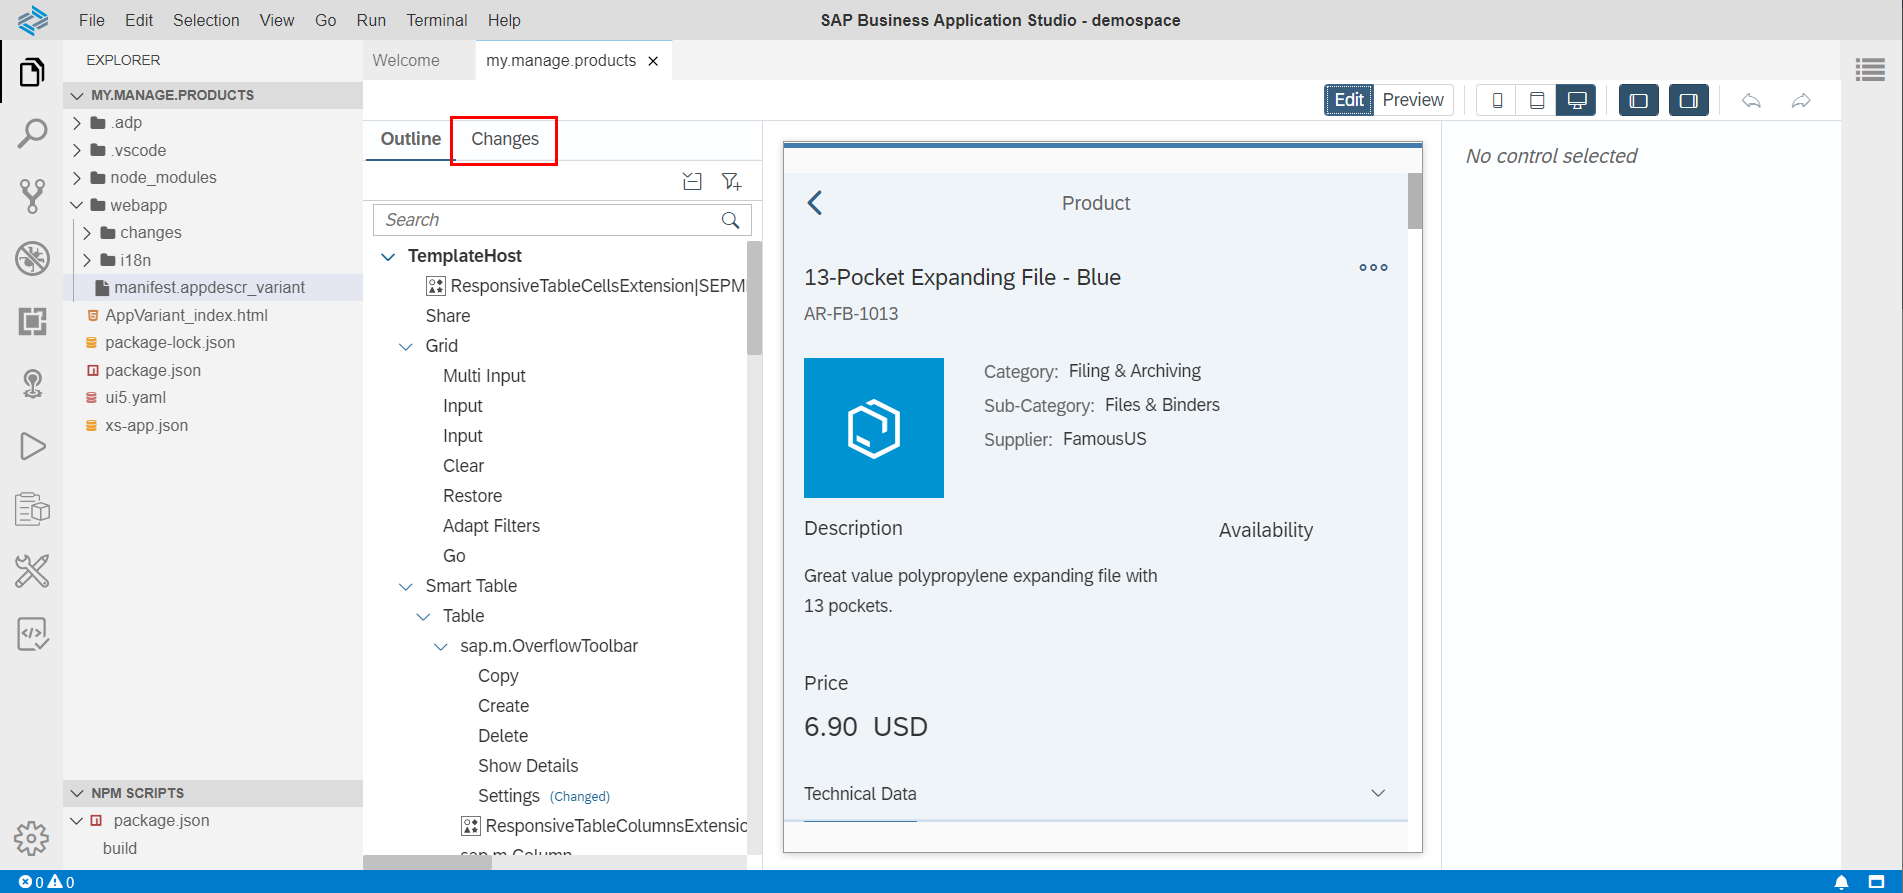 File Edit Selection View Go Run Terminal Help
SAP Business Application Studio - demospace
EXPLORER
MY.MANAGE.PRODUCTS
.adp
.vscode
node_modules
webapp
changes
i18n
manifest.appdescr_variant
AppVariant_index.html
package-lock.json
package.json
ui5.yaml
xs-app.json
NPM SCRIPTS
package.json
build
Welcome
my.manage.products
Edit Preview
Outline Changes
Search
TemplateHost
ResponsiveTableCellsExtension|SEPM
Share
Grid
Multi Input
Input
Input
Clear
Restore
Adapt Filters
Go
Smart Table
Table
sap.m.OverflowToolbar
Copy
Create
Delete
Show Details
Settings (Changed)
ResponsiveTableColumnsExtensio
sap.m.Column
Product
13-Pocket Expanding File - Blue
AR-FB-1013
Category: Filing & Archiving
Sub-Category: Files & Binders
Supplier: FamousUS
Description
Availability
Great value polypropylene expanding file with
13 pockets.
Price
6.90 USD
Technical Data
No control selected
0 0